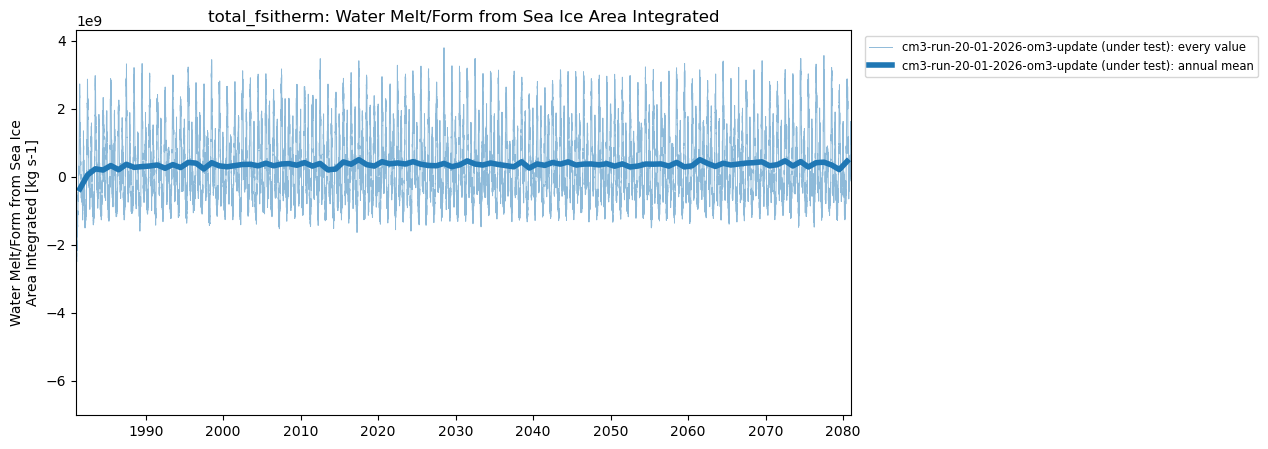 total_fsitherm: Water Melt/Form from Sea Ice Area Integrated
1e9
4
2
0
−2
−4
−6
Water Melt/Form from Sea Ice
Area Integrated [kg s-1]
1990 2000 2010 2020 2030 2040 2050 2060 2070 2080
cm3-run-20-01-2026-om3-update (under test): every value
cm3-run-20-01-2026-om3-update (under test): annual mean